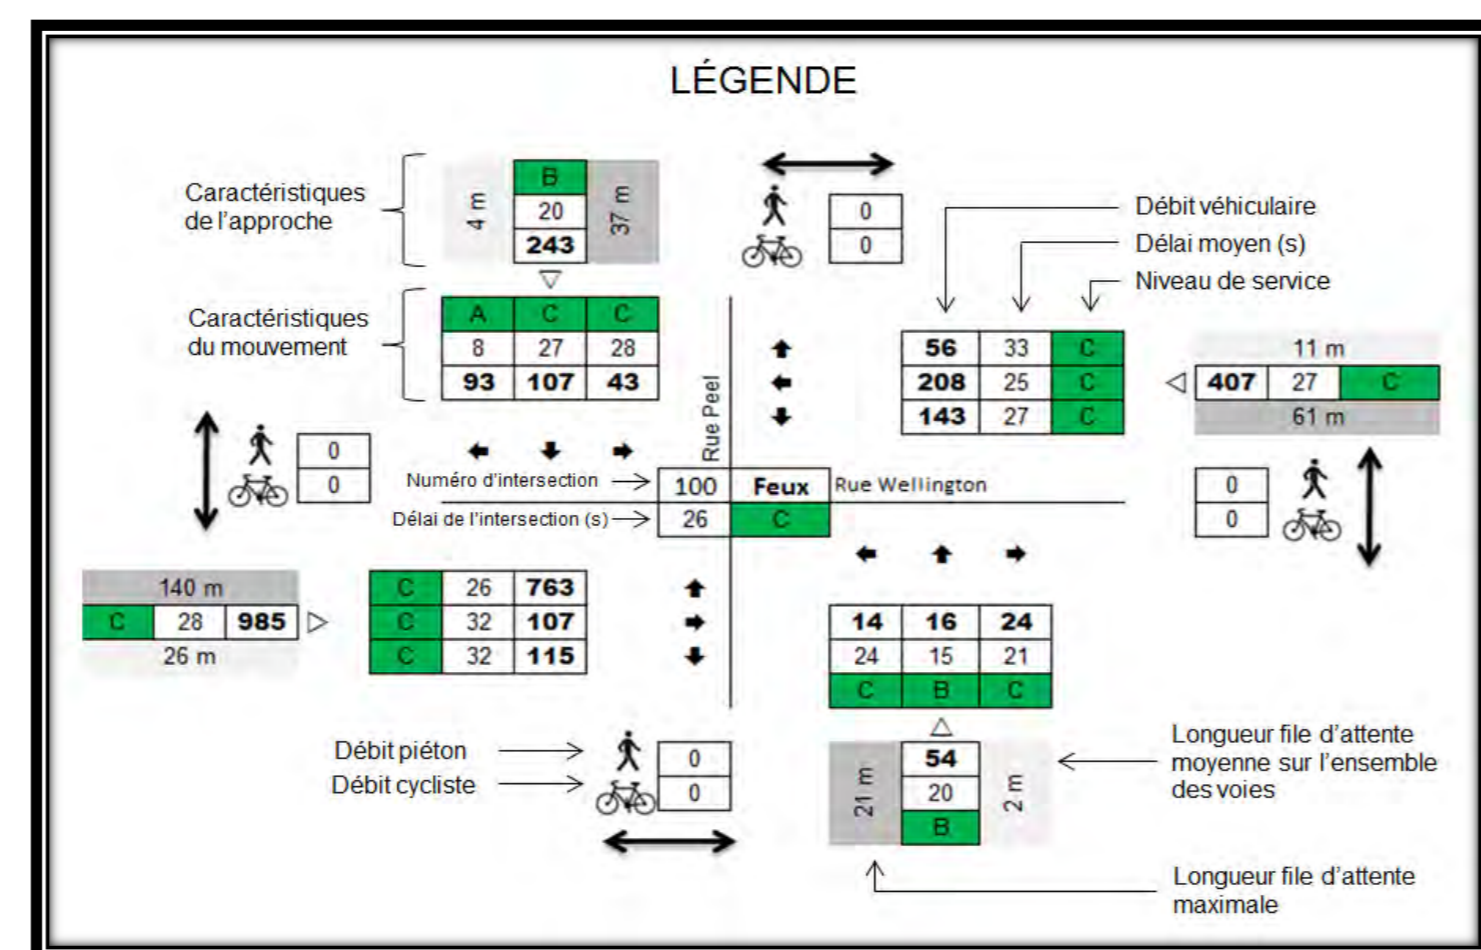 LÉGENDE
Caractéristiques
de l'approche
4 m
B
20
243
37 m
0
0
Débit véhiculaire
Délai moyen (s)
Niveau de service
Caractéristiques
du mouvement
A C C
8 27 28
93 107 43
Rue Peel
56 33 C
208 25 C
143 27 C
11 m
407 27 C
61 m
0
0
Numéro d'intersection
100 Feux
Rue Wellington
Délai de l'intersection (s)
26 C
0
0
140 m
C 28 985
26 m
C 26 763
C 32 107
C 32 115
14 16 24
24 15 21
C B C
Débit piéton
0
Débit cycliste
0
21 m
54
20
B
2 m
Longueur file d'attente
moyenne sur l'ensemble
des voies
Longueur file d'attente
maximale